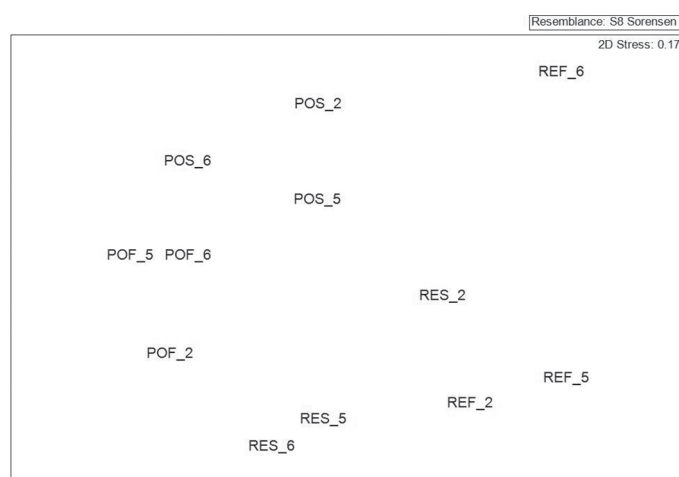 Resemblance: S8 Sorensen
2D Stress: 0.17
REF_6
POS_2
POS_6
POS_5
POF_5 POF_6
RES_2
POF_2
REF_5
REF_2
RES_5
RES_6